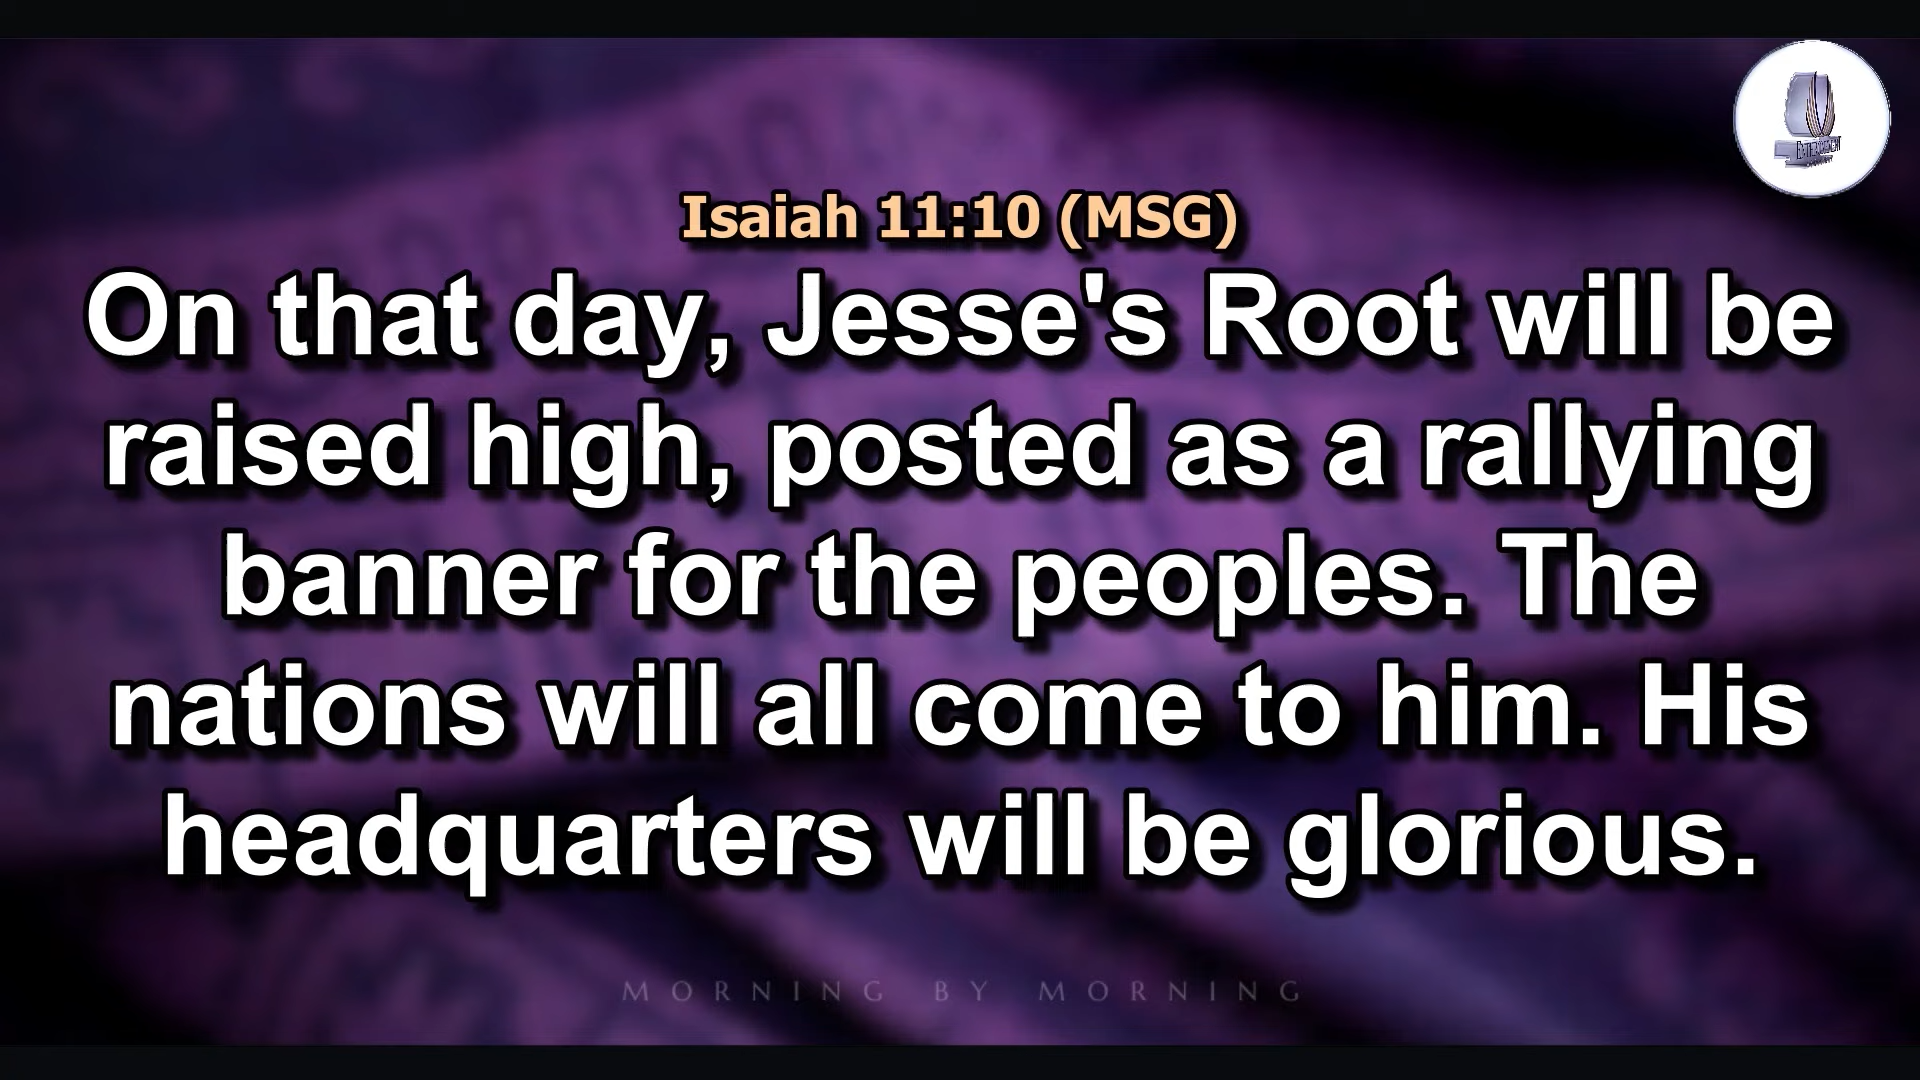 Isaiah 11:10 (MSG)
On that day, Jesse's Root will be
raised high, posted as a rallying
banner for the peoples. The
nations will all come to him. His
headquarters will be glorious.
MORNING BY MORNING